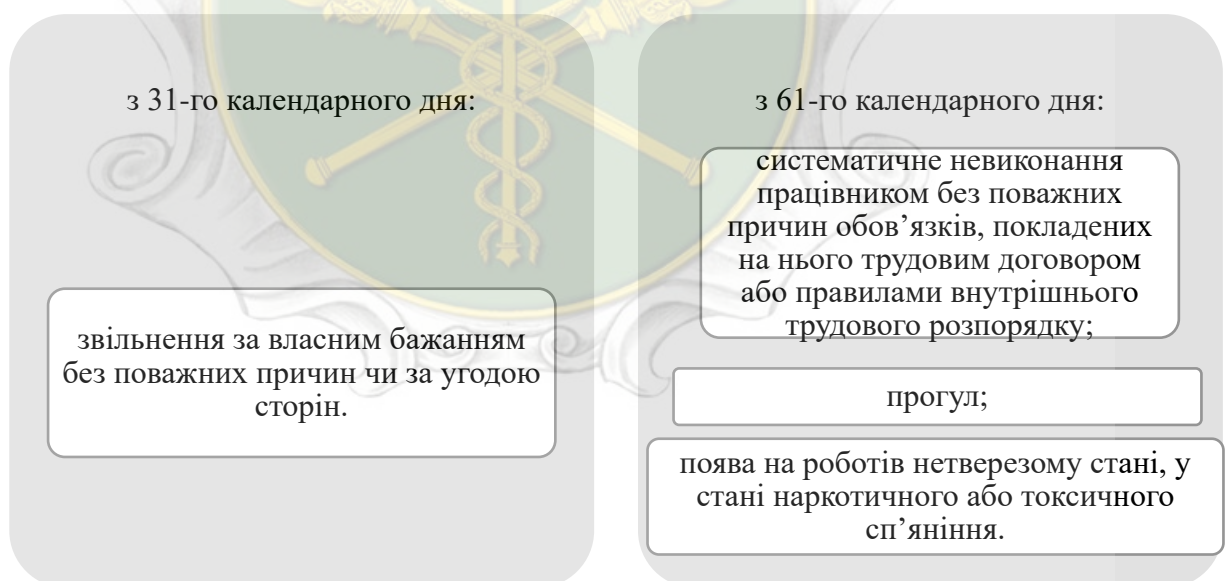 з 31-го календарного дня:
звільнення за власним бажанням
без поважних причин чи за угодою
сторін.
з 61-го календарного дня:
систематичне невиконання
працівником без поважних
причин обов’язків, покладених
на нього трудовим договором
або правилами внутрішнього
трудового розпорядку;
прогул;
поява на роботів нетверезому стані, у
стані наркотичного або токсичного
сп’яніння.